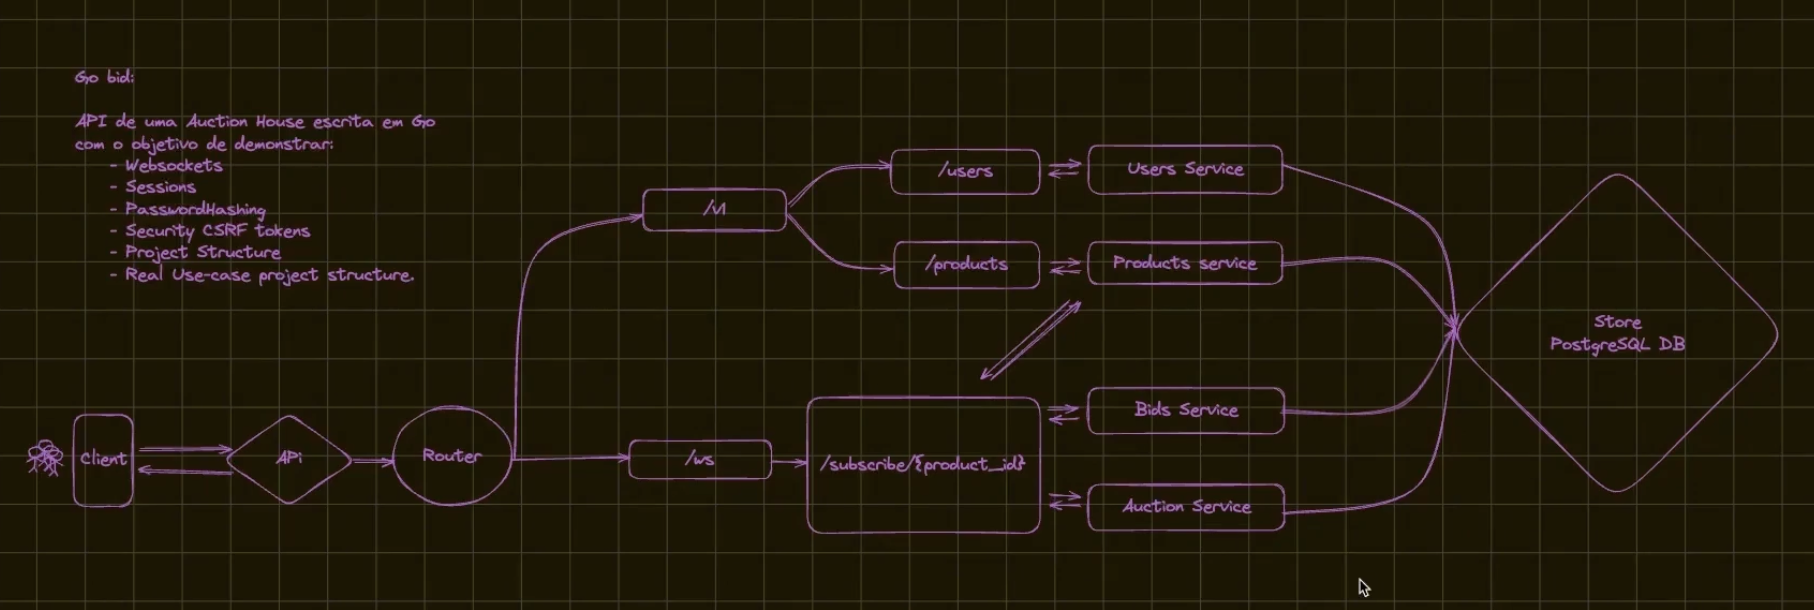 Go bid:
API de uma Auction House escrita em Go
com o objetivo de demonstrar:
- Websockets
- Sessions
- PasswordHashing
- Security CSRF tokens
- Project Structure
- Real Use-case project structure.
Client
APi
Router
/v1
/users
Users Service
/products
Products service
/ws
/subscribe/{product_id}
Bids Service
Auction Service
Store
PostgreSQL DB